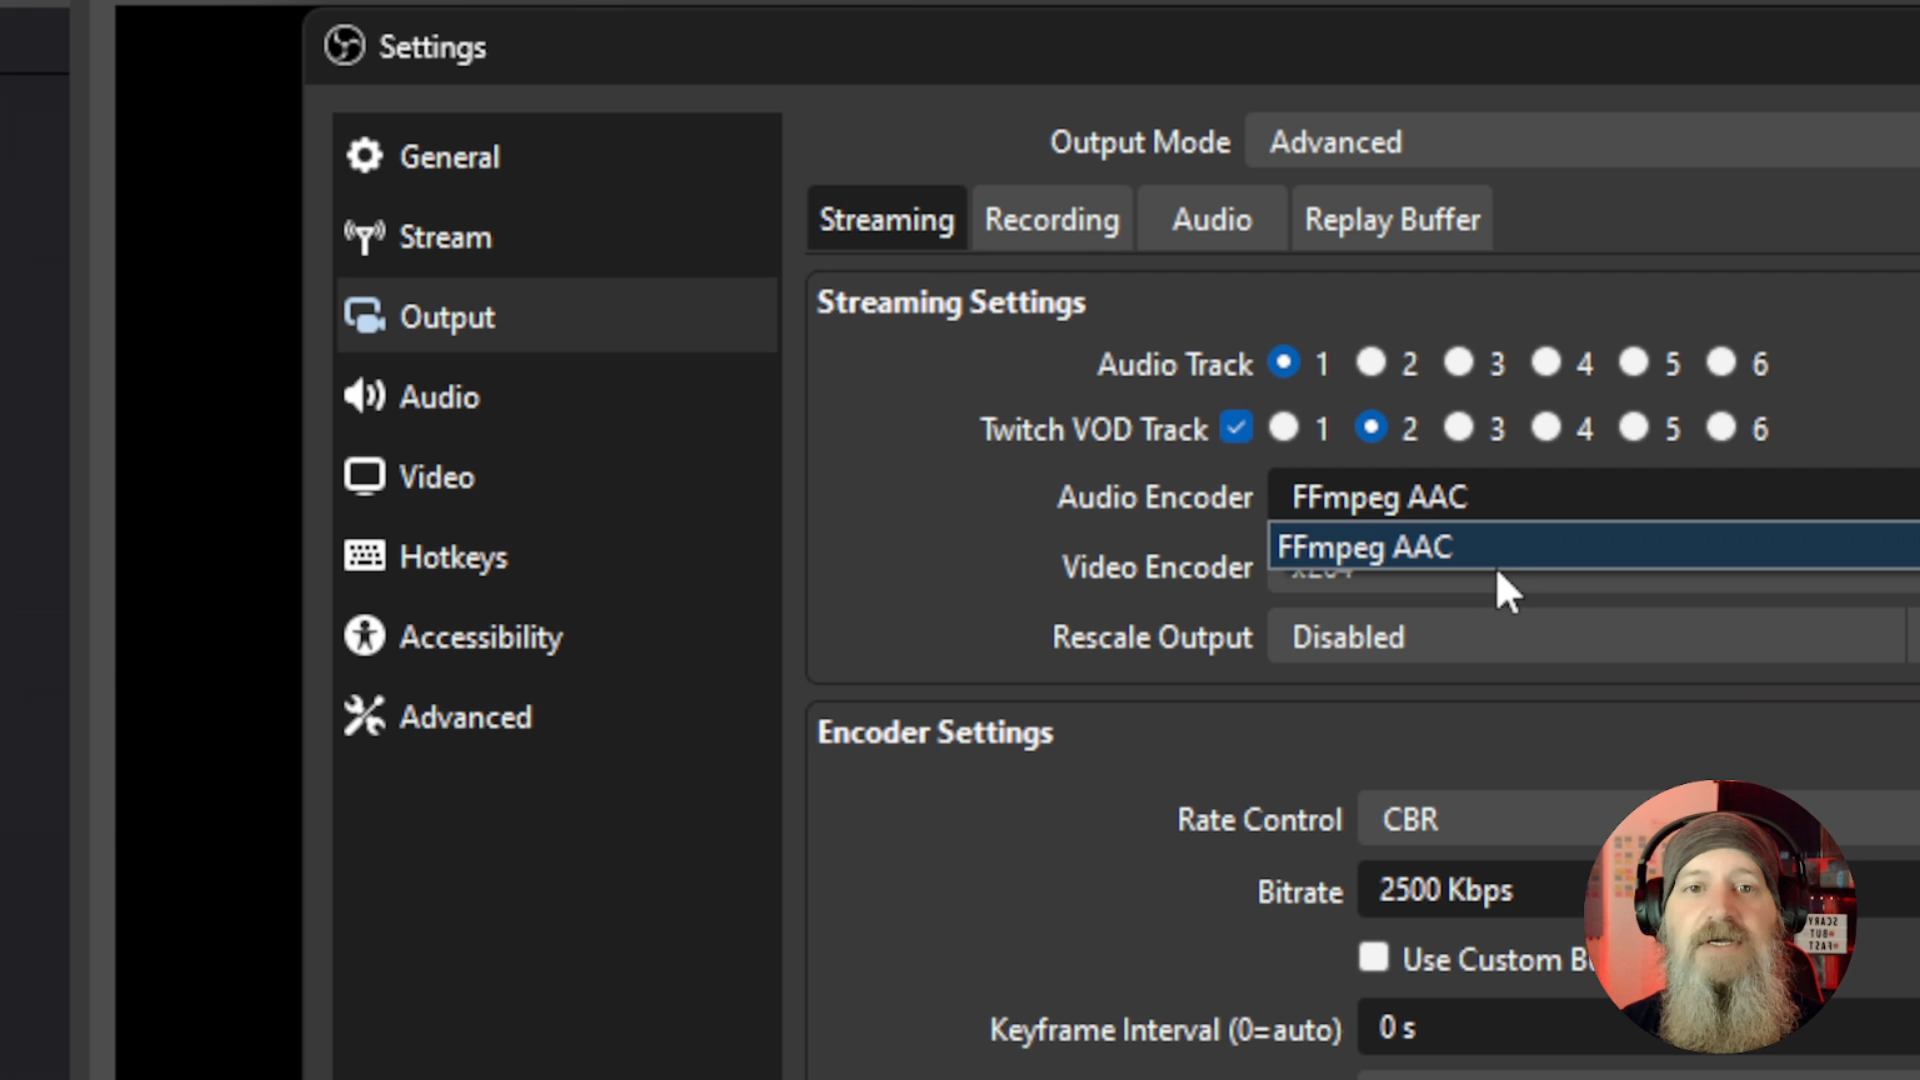 Settings
General
Stream
Output
Audio
Video
Hotkeys
Accessibility
Advanced
Output Mode Advanced
Streaming Recording Audio Replay Buffer
Streaming Settings
Audio Track 1 2 3 4 5 6
Twitch VOD Track 1 2 3 4 5 6
Audio Encoder FFmpeg AAC
FFmpeg AAC
Video Encoder
Rescale Output Disabled
Encoder Settings
Rate Control CBR
Bitrate 2500 Kbps
Use Custom
Keyframe Interval (0=auto) 0 s
SCARY
BUT
FAST